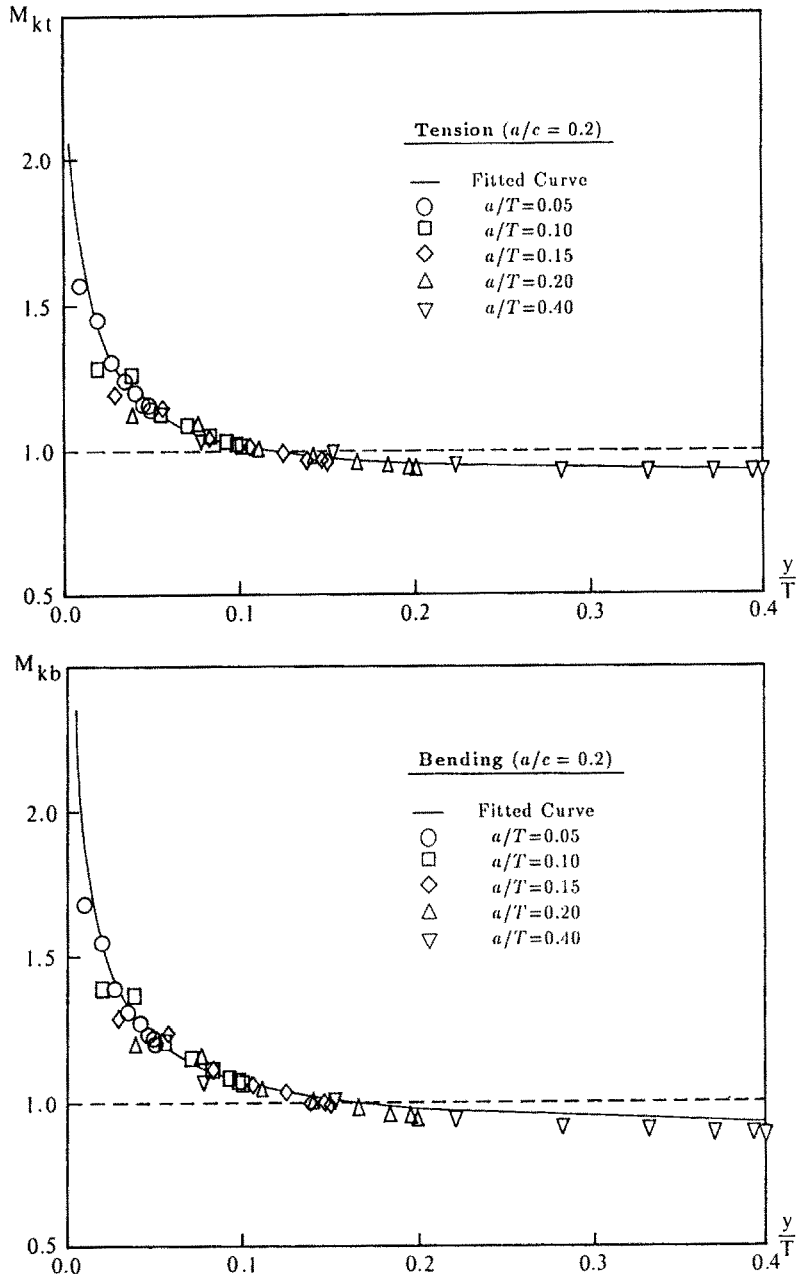 M kt
Tension (a/c = 0.2)
2.0
— Fitted Curve
○ a/T=0.05
□ a/T=0.10
◇ a/T=0.15
△ a/T=0.20
▽ a/T=0.40
1.5
1.0
0.5
0.0 0.1 0.2 0.3 0.4
y/T
M kb
Bending (a/c = 0.2)
2.0
— Fitted Curve
○ a/T=0.05
□ a/T=0.10
◇ a/T=0.15
△ a/T=0.20
▽ a/T=0.40
1.5
1.0
0.5
0.0 0.1 0.2 0.3 0.4
y/T